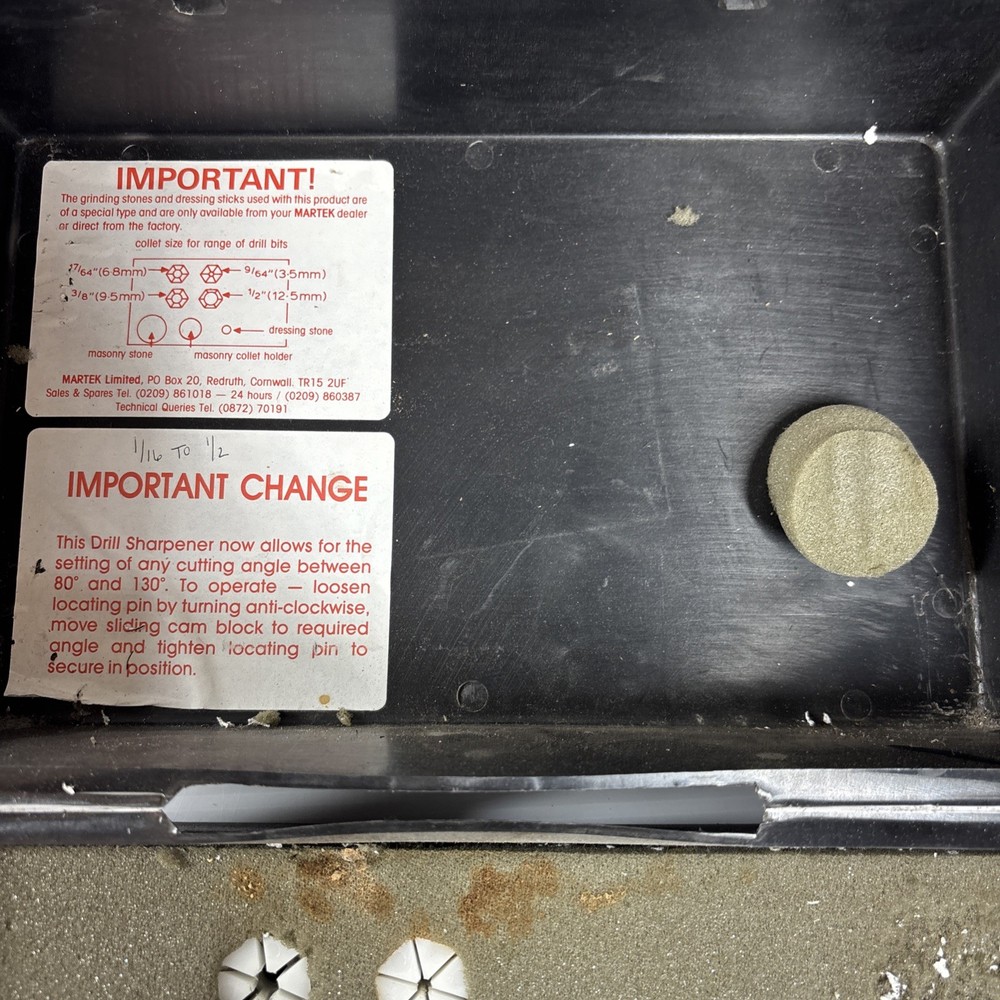 IMPORTANT!
The grinding stones and dressing sticks used with this product are
of a special type and are only available from your MARTEK dealer
or direct from the factory.
collet size for range of drill bits
17/64"(6·8mm)
9/64"(3·5mm)
3/8"(9·5mm)
1/2"(12·5mm)
dressing stone
masonry stone
masonry collet holder
MARTEK Limited, PO Box 20, Redruth, Cornwall. TR15 2UF
Sales & Spares Tel. (0209) 861018 — 24 hours / (0209) 860387
Technical Queries Tel. (0872) 70191
1/16 TO 1/2
IMPORTANT CHANGE
This Drill Sharpener now allows for the
setting of any cutting angle between
80° and 130°. To operate — loosen
locating pin by turning anti-clockwise,
move sliding cam block to required
angle and tighten locating pin to
secure in position.